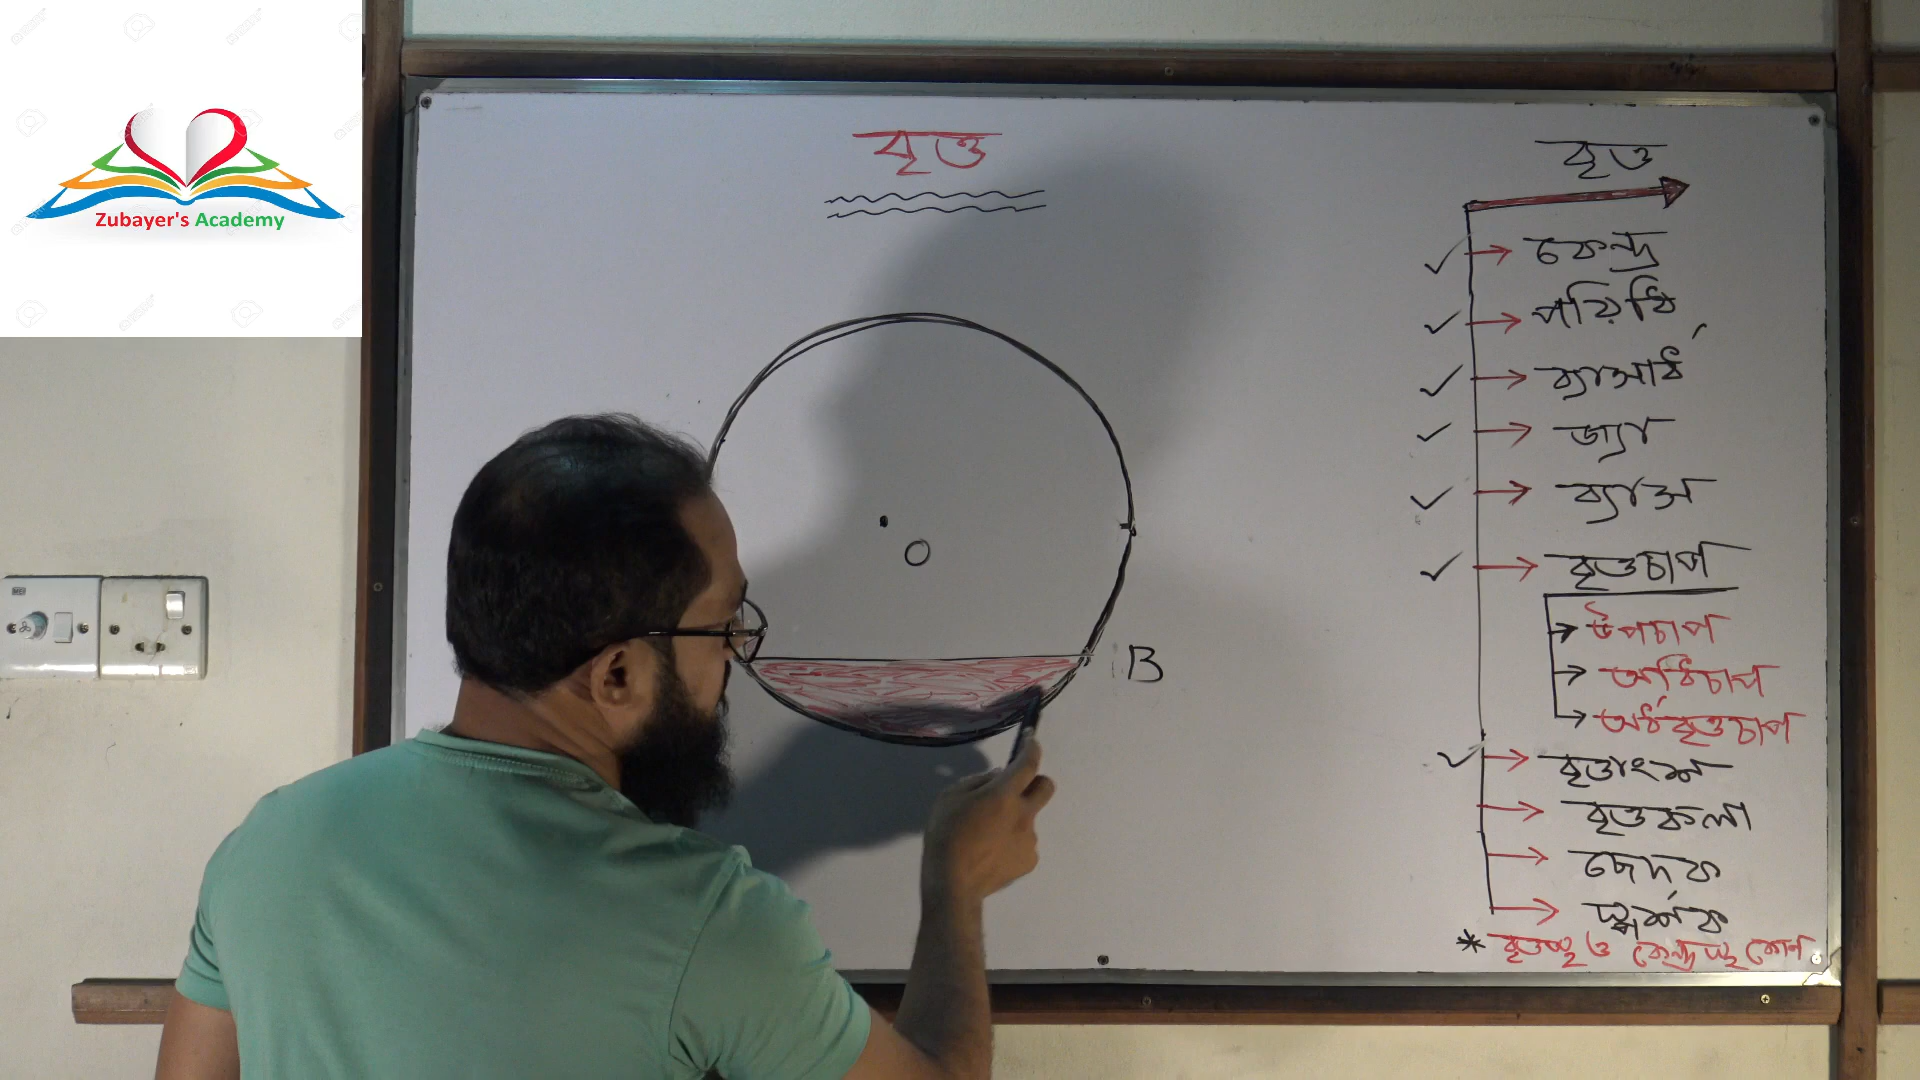 Zubayer's Academy
বৃত্ত
O
B
বৃত্ত
কেন্দ্র
পরিধি
ব্যাসার্ধ
জ্যা
ব্যাস
বৃত্তচাপ
উপচাপ
অধিচাপ
অর্ধবৃত্তচাপ
বৃত্তাংশ
বৃত্তকলা
ছেদক
স্পর্শক
* বৃত্তস্থ ও কেন্দ্রস্থ কোণ